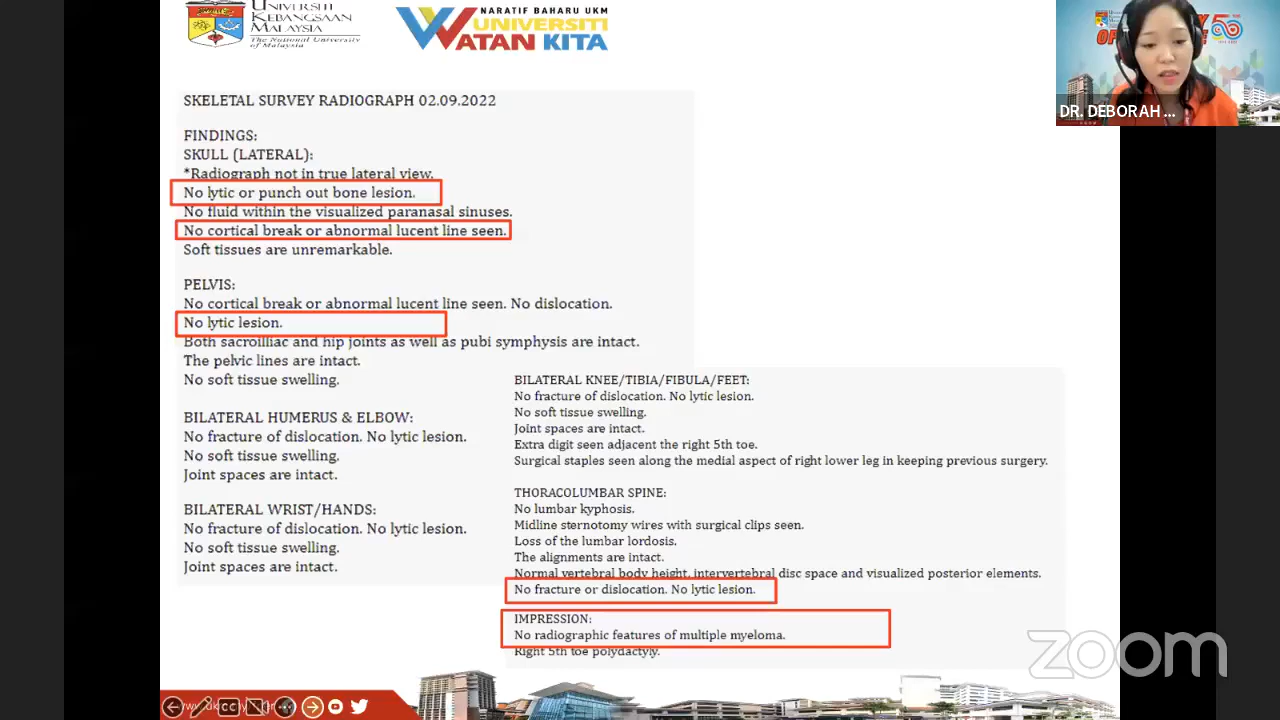 UNIVERSITI
KEBANGSAAN
MALAYSIA
The National University
of Malaysia
NARATIF BAHARU UKM
UNIVERSITI
WATAN KITA
DR. DEBORAH ...
SKELETAL SURVEY RADIOGRAPH 02.09.2022
FINDINGS:
SKULL (LATERAL):
*Radiograph not in true lateral view.
No lytic or punch out bone lesion.
No fluid within the visualized paranasal sinuses.
No cortical break or abnormal lucent line seen.
Soft tissues are unremarkable.
PELVIS:
No cortical break or abnormal lucent line seen. No dislocation.
No lytic lesion.
Both sacroilliac and hip joints as well as pubi symphysis are intact.
The pelvic lines are intact.
No soft tissue swelling.
BILATERAL HUMERUS & ELBOW:
No fracture of dislocation. No lytic lesion.
No soft tissue swelling.
Joint spaces are intact.
BILATERAL WRIST/HANDS:
No fracture of dislocation. No lytic lesion.
No soft tissue swelling.
Joint spaces are intact.
BILATERAL KNEE/TIBIA/FIBULA/FEET:
No fracture of dislocation. No lytic lesion.
No soft tissue swelling.
Joint spaces are intact.
Extra digit seen adjacent the right 5th toe.
Surgical staples seen along the medial aspect of right lower leg in keeping previous surgery.
THORACOLUMBAR SPINE:
No lumbar kyphosis.
Midline sternotomy wires with surgical clips seen.
Loss of the lumbar lordosis.
The alignments are intact.
Normal vertebral body height, intervertebral disc space and visualized posterior elements.
No fracture or dislocation. No lytic lesion.
IMPRESSION:
No radiographic features of multiple myeloma.
Right 5th toe polydactyly.
zoom
CC